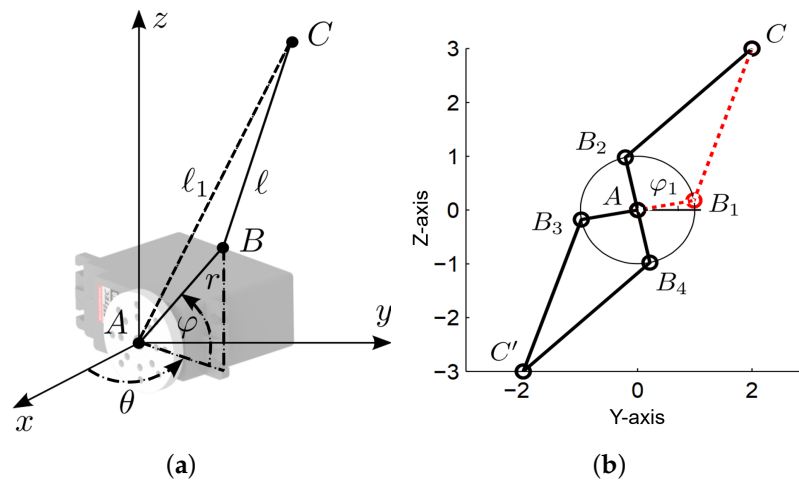 z
C
ℓ₁
ℓ
B
r
A
φ
y
θ
x
(a)
3
C
2
B₂
1
φ₁
A
0
B₁
B₃
−1
B₄
−2
C′
−3
−2
0
2
Z-axis
Y-axis
(b)